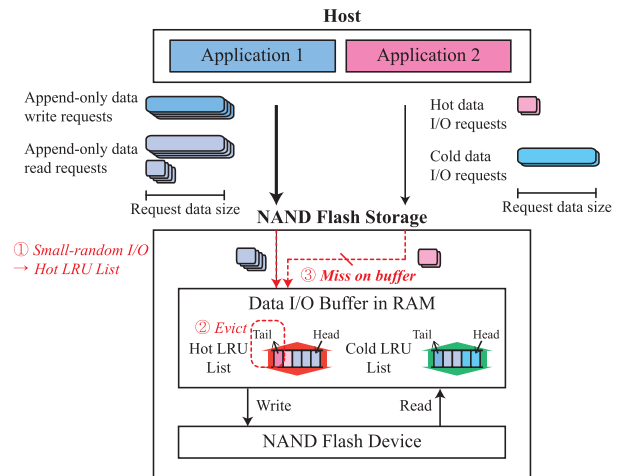 Host
Application 1
Application 2
Append-only data
write requests
Append-only data
read requests
Request data size
Hot data
I/O requests
Cold data
I/O requests
Request data size
NAND Flash Storage
① Small-random I/O
→ Hot LRU List
③ Miss on buffer
Data I/O Buffer in RAM
② Evict
Tail
Head
Hot LRU
List
Tail
Head
Cold LRU
List
Write
Read
NAND Flash Device